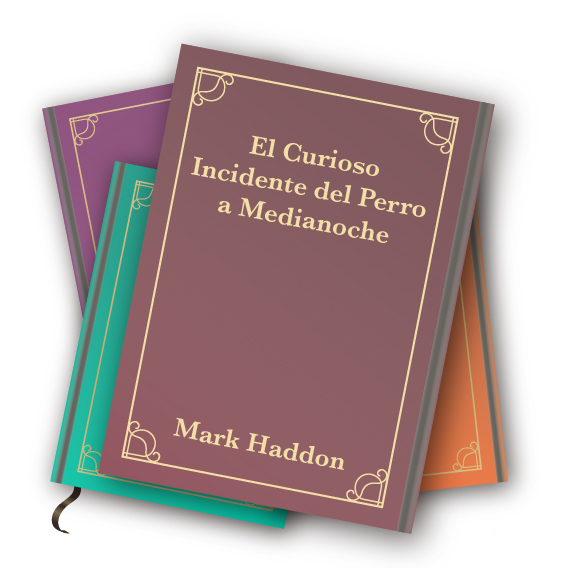 El Curioso
Incidente del Perro
a Medianoche
Mark Haddon